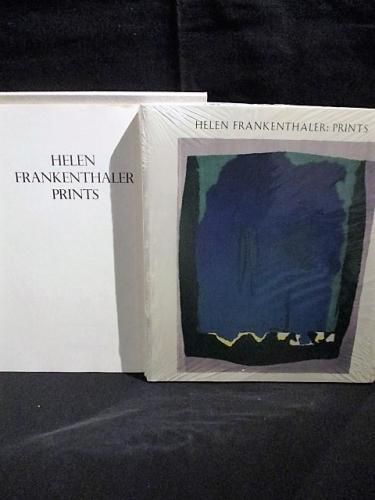 HELEN
FRANKENTHALER
PRINTS
HELEN FRANKENTHALER: PRINTS